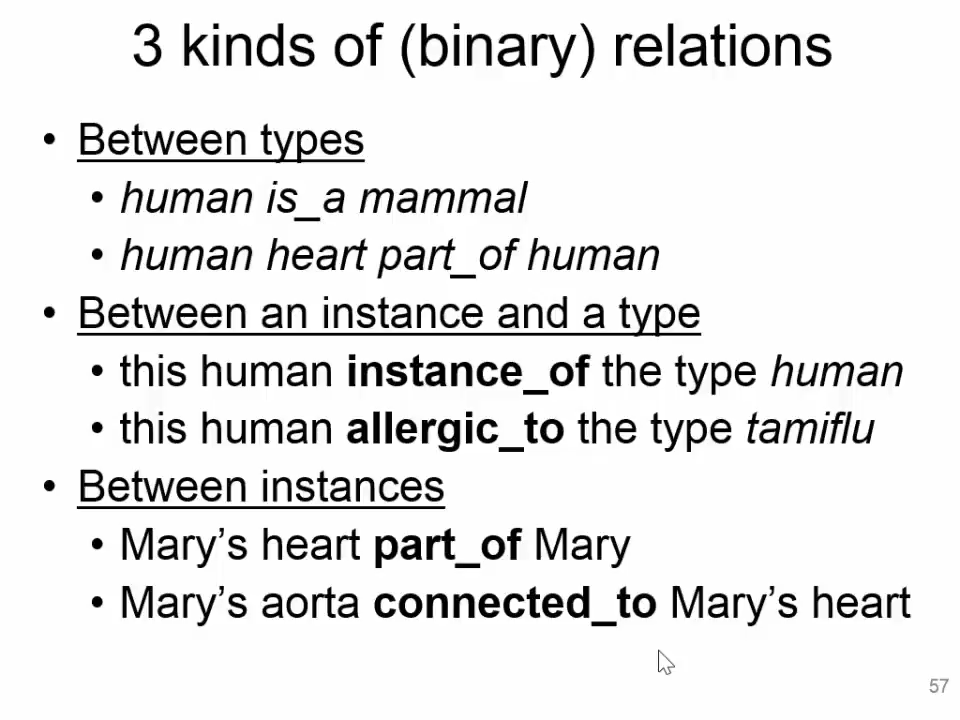 3 kinds of (binary) relations
• Between types
• human is_a mammal
• human heart part_of human
• Between an instance and a type
• this human instance_of the type human
• this human allergic_to the type tamiflu
• Between instances
• Mary’s heart part_of Mary
• Mary’s aorta connected_to Mary’s heart
57